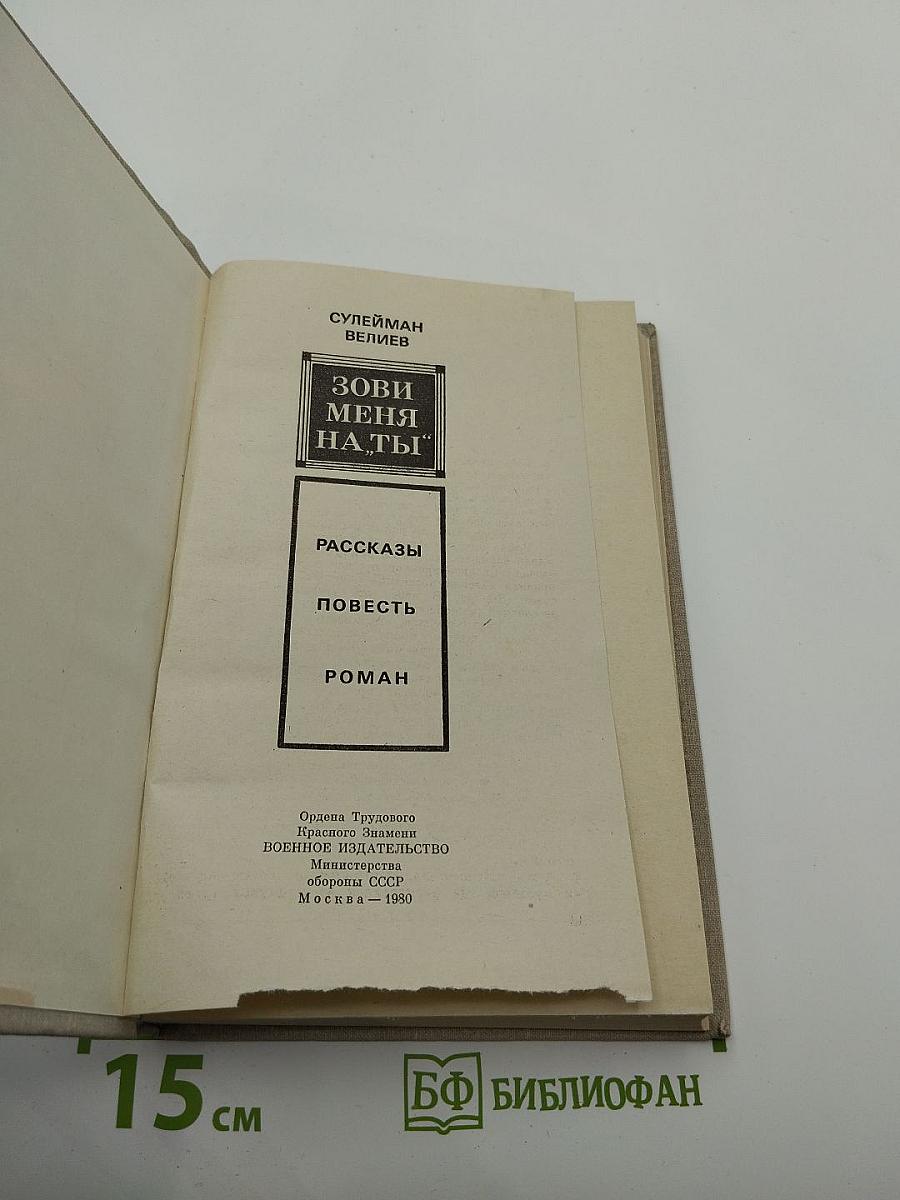 СУЛЕЙМАН
ВЕЛИЕВ
ЗОВИ
МЕНЯ
НА „ТЫ“
РАССКАЗЫ
ПОВЕСТЬ
РОМАН
Ордена Трудового
Красного Знамени
ВОЕННОЕ ИЗДАТЕЛЬСТВО
Министерства
обороны СССР
Москва — 1980
15 см
БФ БИБЛИОФАН